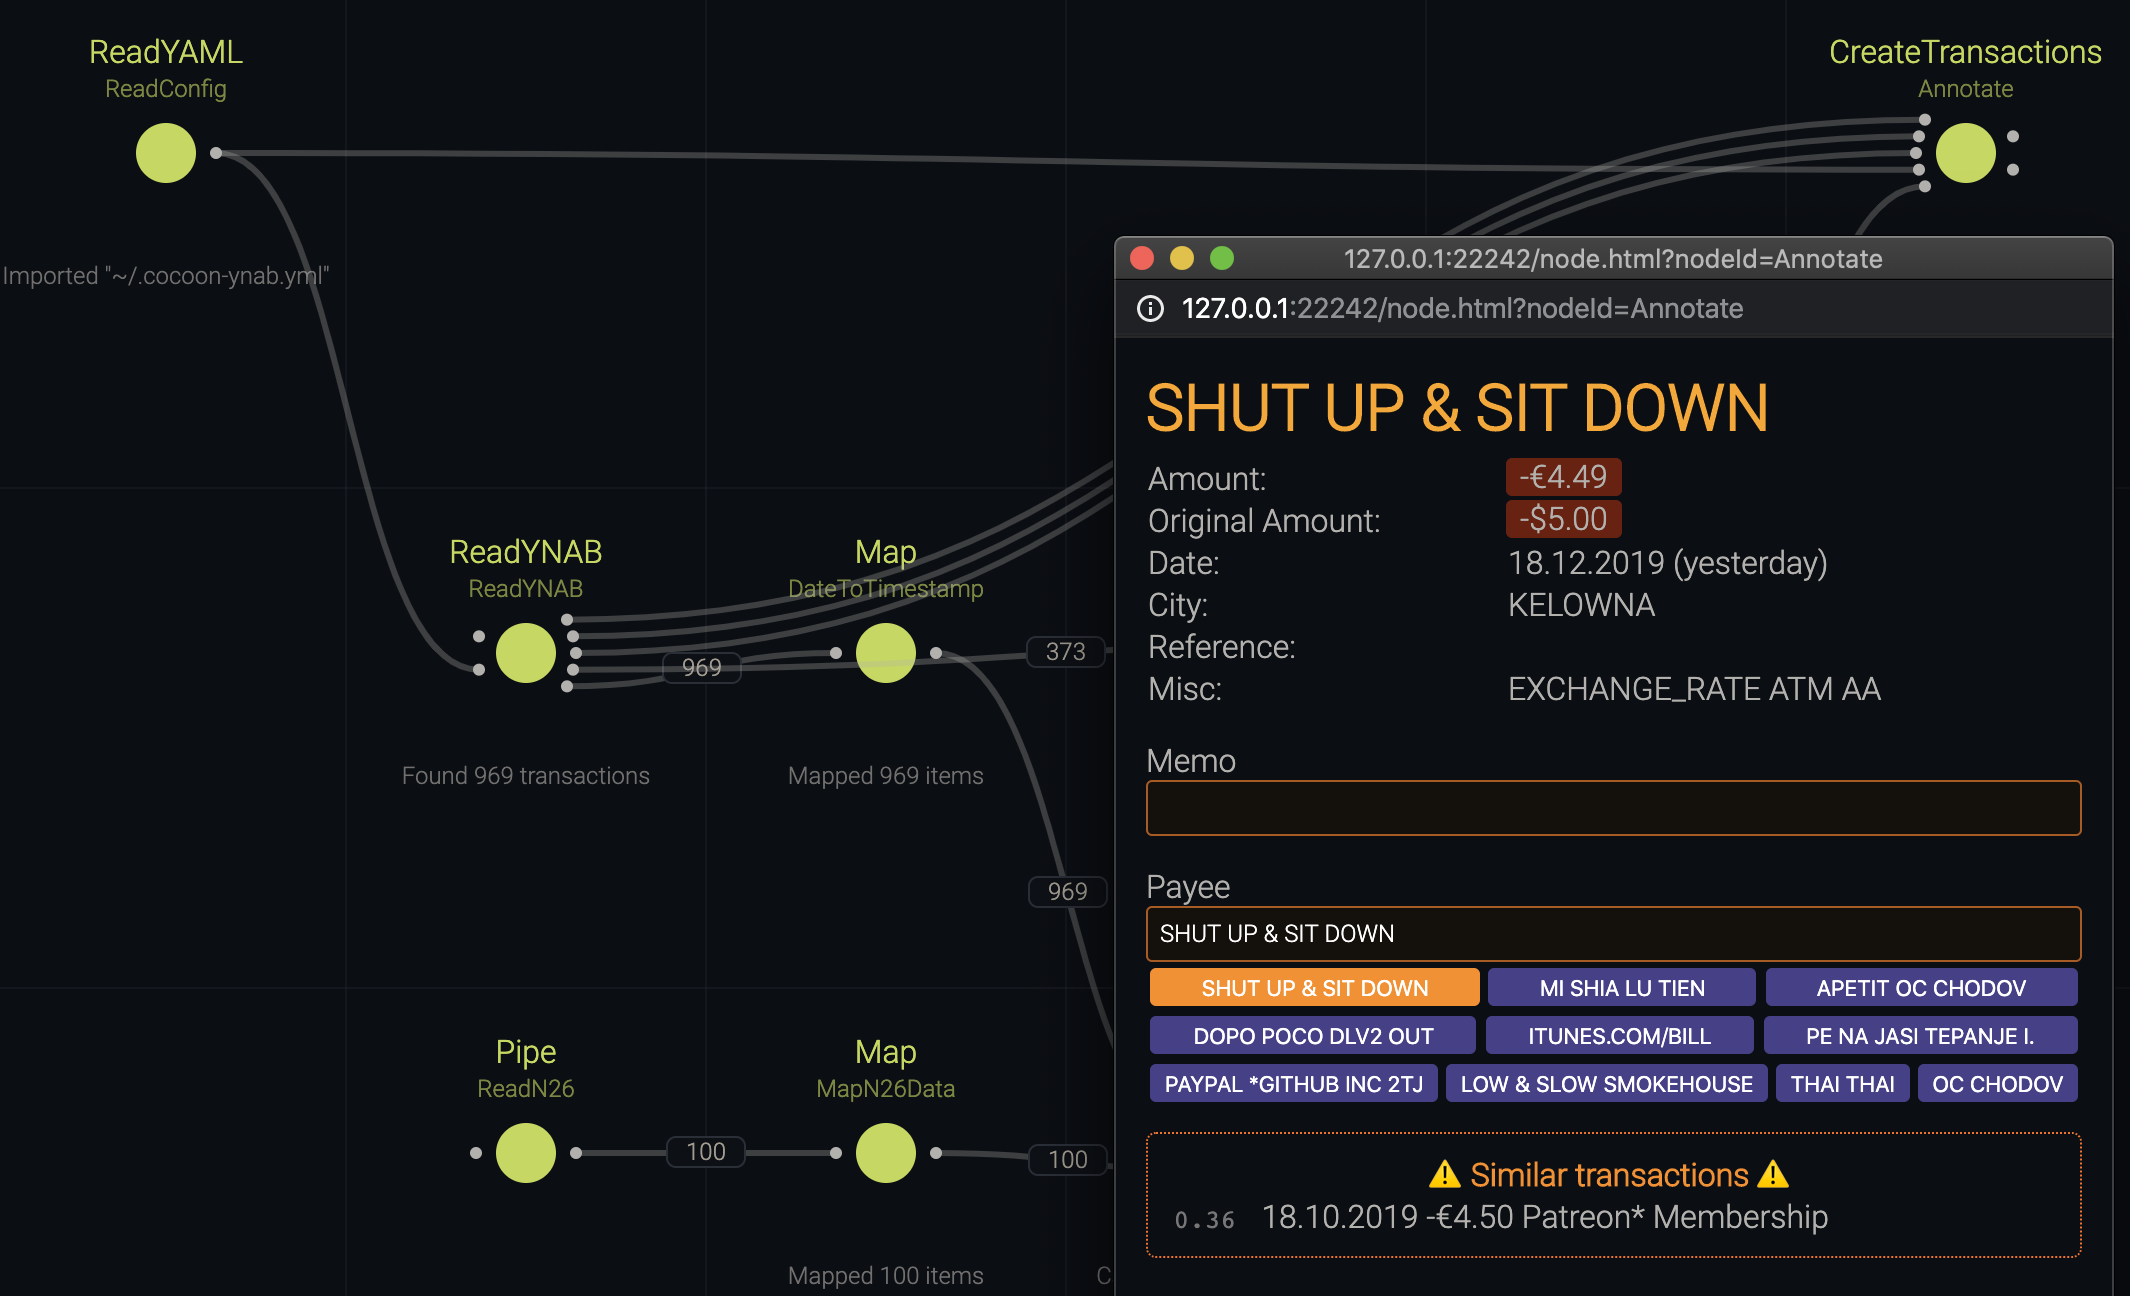 ReadYAML
ReadConfig
Imported "~/.cocoon-ynab.yml"
CreateTransactions
Annotate
ReadYNAB
ReadYNAB
969
Found 969 transactions
Map
DateToTimestamp
373
Mapped 969 items
969
Pipe
ReadN26
100
Map
MapN26Data
100
Mapped 100 items
C
127.0.0.1:22242/node.html?nodeId=Annotate
127.0.0.1:22242/node.html?nodeId=Annotate
SHUT UP & SIT DOWN
Amount: -€4.49
Original Amount: -$5.00
Date: 18.12.2019 (yesterday)
City: KELOWNA
Reference:
Misc: EXCHANGE_RATE ATM AA
Memo
Payee
SHUT UP & SIT DOWN
SHUT UP & SIT DOWN MI SHIA LU TIEN APETIT OC CHODOV
DOPO POCO DLV2 OUT ITUNES.COM/BILL PE NA JASI TEPANJE I.
PAYPAL *GITHUB INC 2TJ LOW & SLOW SMOKEHOUSE THAI THAI OC CHODOV
⚠️ Similar transactions ⚠️
0.36 18.10.2019 -€4.50 Patreon* Membership